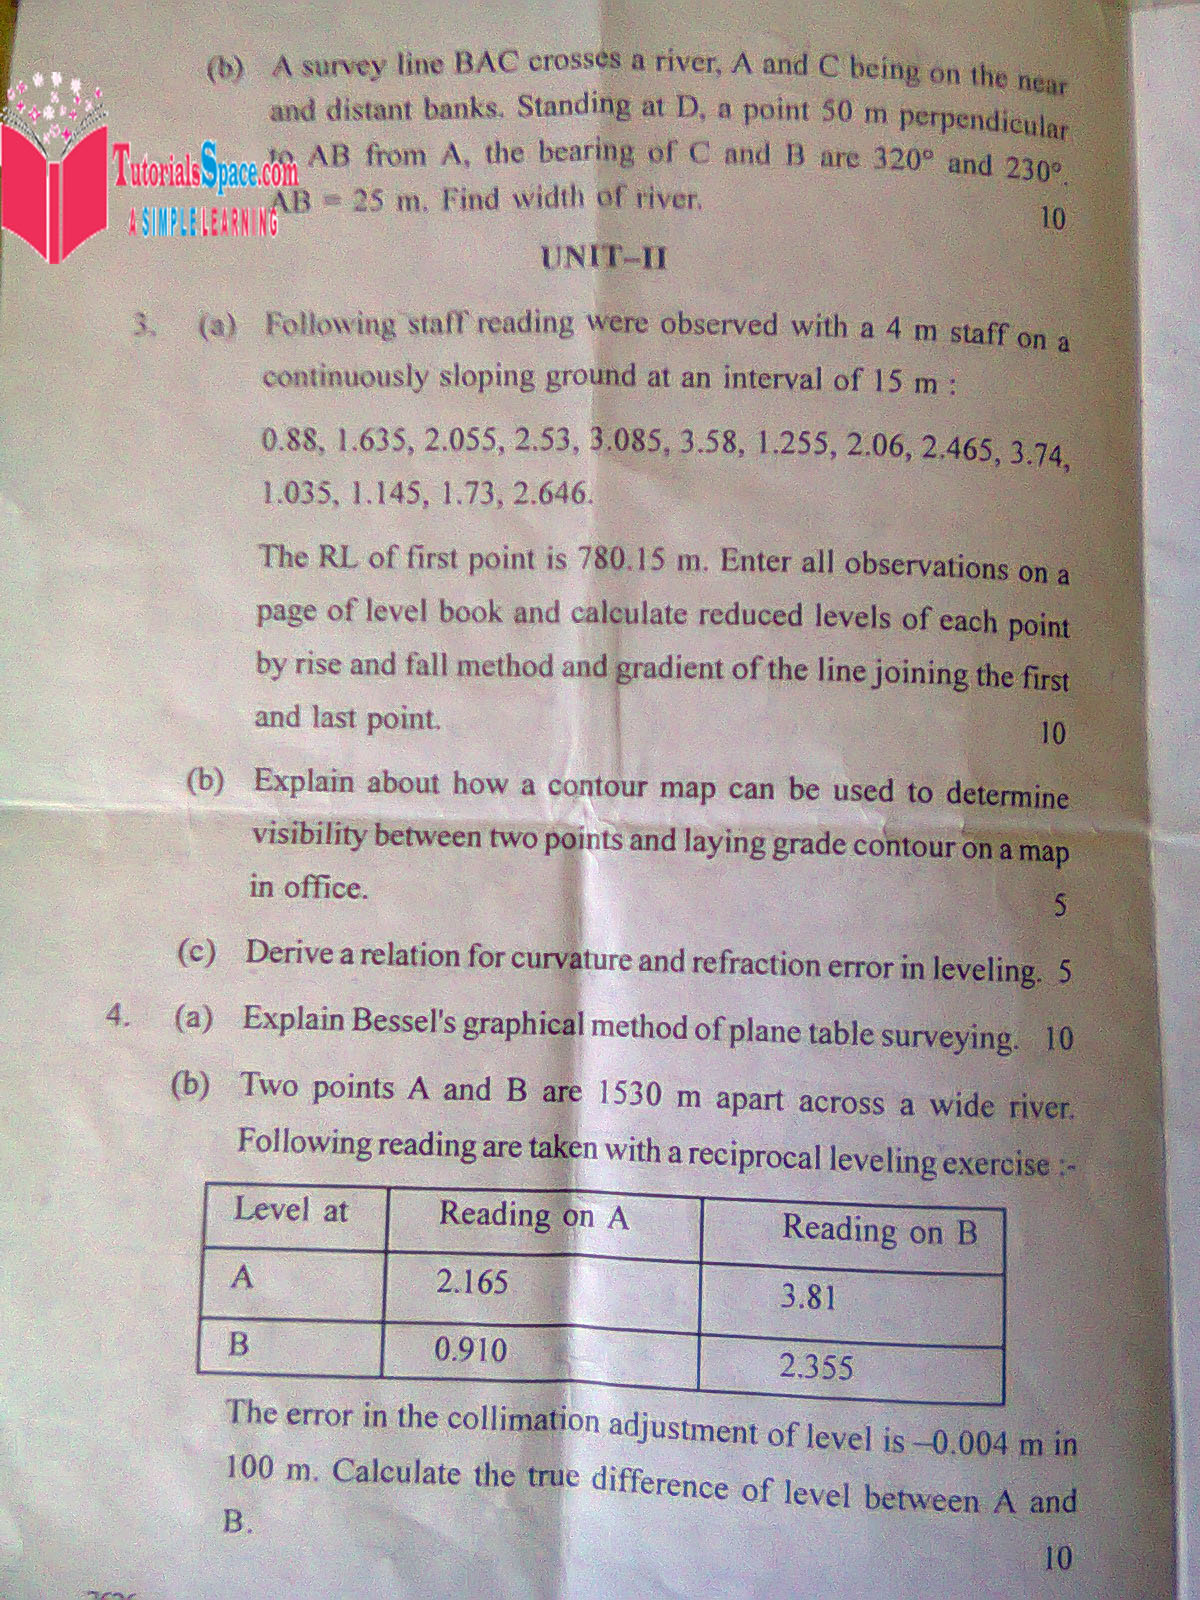 (b) A survey line BAC crosses a river, A and C being on the near
and distant banks. Standing at D, a point 50 m perpendicular
to AB from A, the bearing of C and B are 320° and 230°.
AB = 25 m. Find width of river. 10
TutorialsSpace.com
A SIMPLE LEARNING
UNIT–II
3. (a) Following staff reading were observed with a 4 m staff on a
continuously sloping ground at an interval of 15 m :
0.88, 1.635, 2.055, 2.53, 3.085, 3.58, 1.255, 2.06, 2.465, 3.74,
1.035, 1.145, 1.73, 2.646.
The RL of first point is 780.15 m. Enter all observations on a
page of level book and calculate reduced levels of each point
by rise and fall method and gradient of the line joining the first
and last point. 10
(b) Explain about how a contour map can be used to determine
visibility between two points and laying grade contour on a map
in office. 5
(c) Derive a relation for curvature and refraction error in leveling. 5
4. (a) Explain Bessel's graphical method of plane table surveying. 10
(b) Two points A and B are 1530 m apart across a wide river.
Following reading are taken with a reciprocal leveling exercise :-
Level at Reading on A Reading on B
A 2.165 3.81
B 0.910 2.355
The error in the collimation adjustment of level is –0.004 m in
100 m. Calculate the true difference of level between A and
B.
10